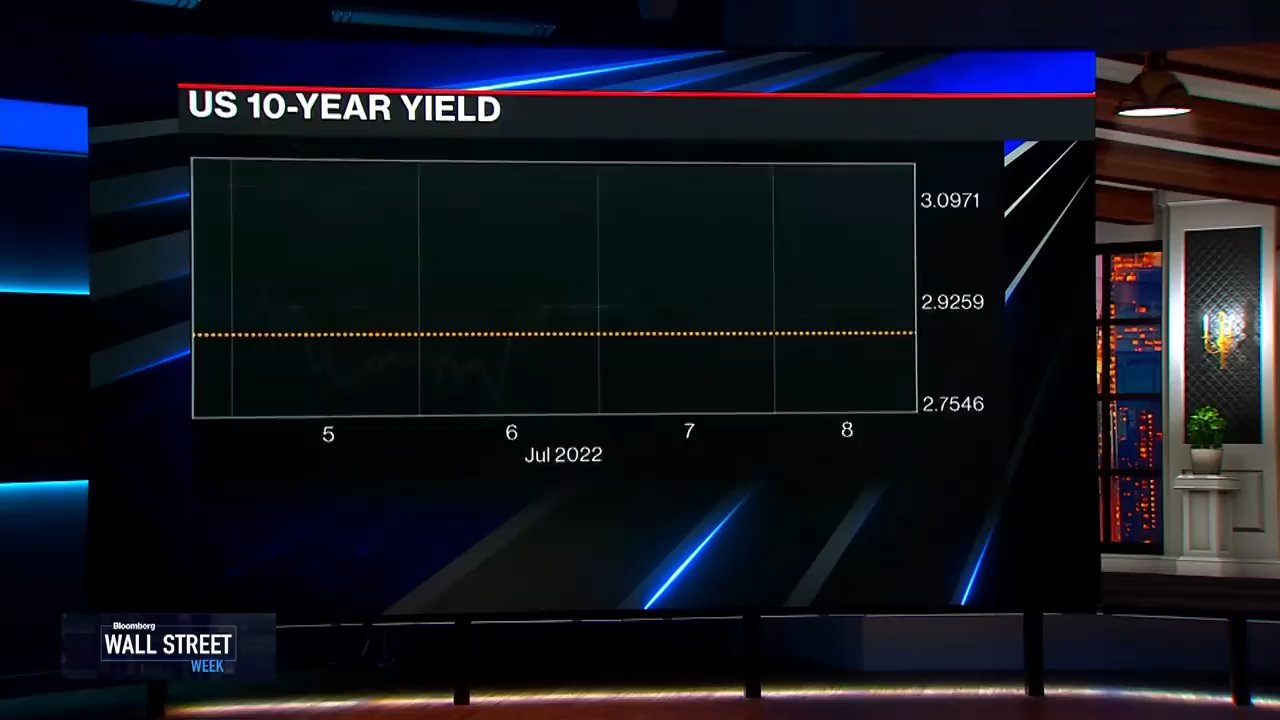 US 10-YEAR YIELD
3.0971
2.9259
2.7546
5 6 7 8
Jul 2022
Bloomberg
WALL STREET
WEEK